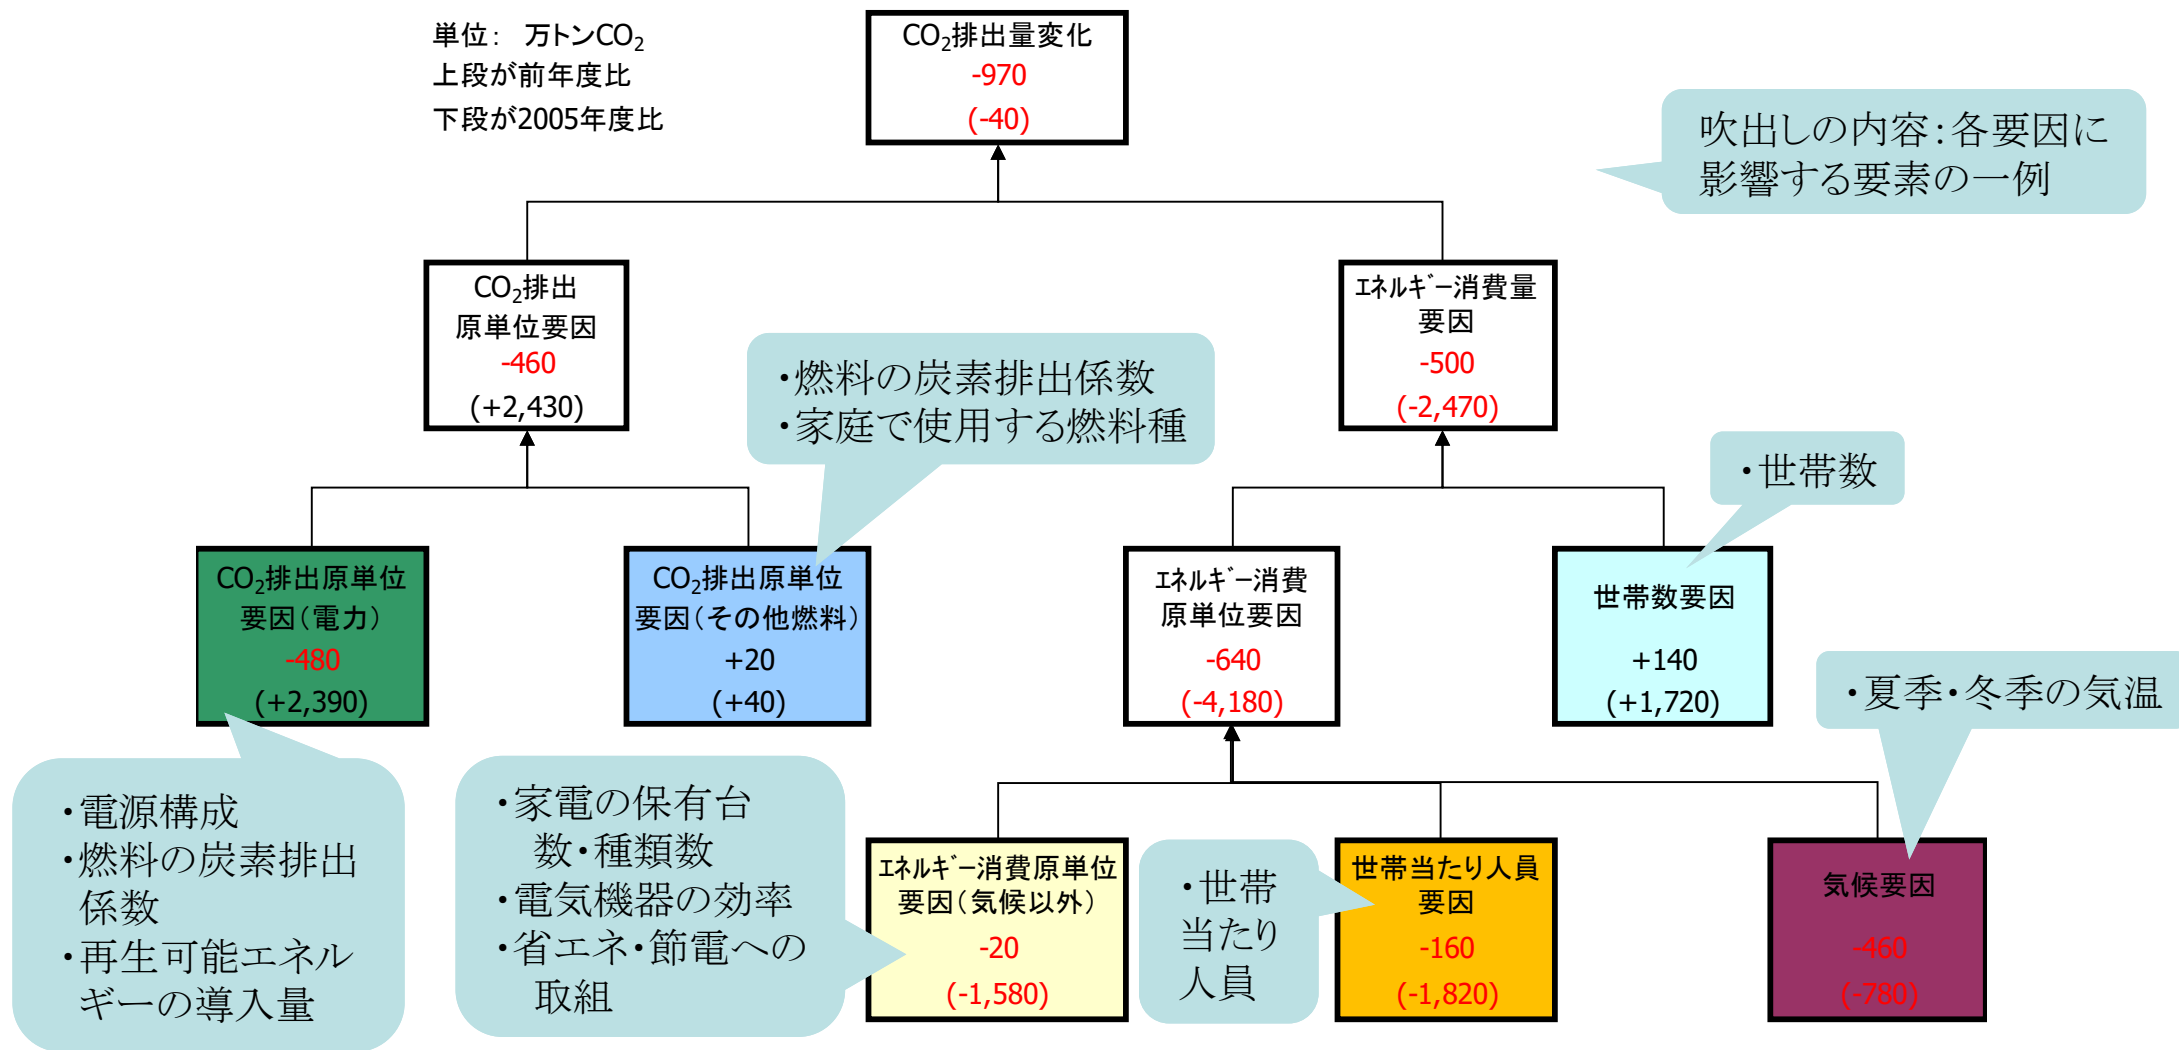 単位： 万トンCO₂
上段が前年度比
下段が2005年度比
CO₂排出量変化
-970
(-40)
吹出しの内容：各要因に
影響する要素の一例
CO₂排出
原単位要因
-460
(+2,430)
・燃料の炭素排出係数
・家庭で使用する燃料種
ｴﾈﾙｷﾞｰ消費量
要因
-500
(-2,470)
・世帯数
CO₂排出原単位
要因（電力）
-480
(+2,390)
CO₂排出原単位
要因（その他燃料）
+20
(+40)
ｴﾈﾙｷﾞｰ消費
原単位要因
-640
(-4,180)
世帯数要因
+140
(+1,720)
・夏季・冬季の気温
・電源構成
・燃料の炭素排出
係数
・再生可能エネル
ギーの導入量
・家電の保有台
数・種類数
・電気機器の効率
・省エネ・節電への
取組
ｴﾈﾙｷﾞｰ消費原単位
要因（気候以外）
-20
(-1,580)
・世帯
当たり
人員
世帯当たり人員
要因
-160
(-1,820)
気候要因
-460
(-780)